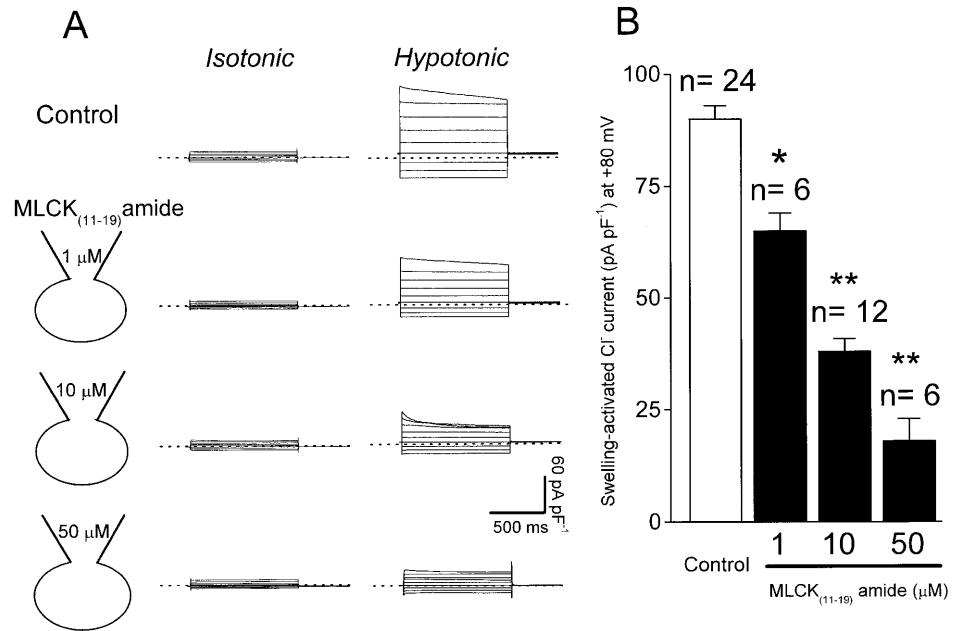 A
B
Isotonic
Hypotonic
Control
MLCK(11-19)amide
1 μM
10 μM
50 μM
60 pA pF-1
500 ms
Swelling-activated Cl- current (pA pF-1) at +80 mV
100
75
50
25
0
n= 24
*
n= 6
**
n= 12
**
n= 6
Control
1 10 50
MLCK(11-19) amide (μM)